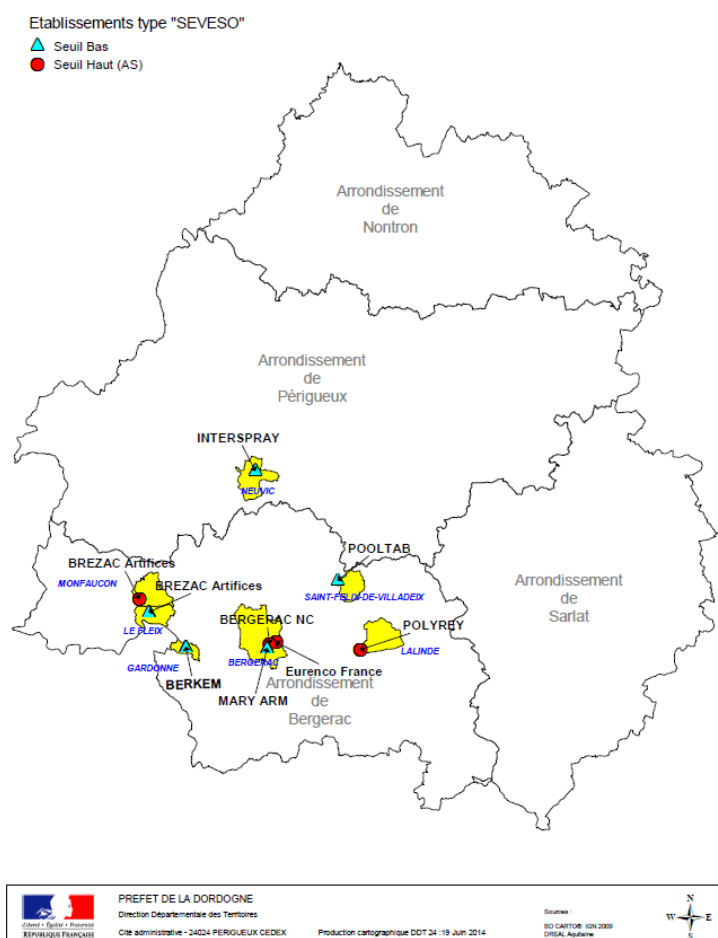 Etablissements type "SEVESO"
Seuil Bas
Seuil Haut (AS)
Arrondissement
de
Nontron
Arrondissement
de
Périgueux
INTERSPRAY
NEUVIC
POOLTAB
BREZAC Artifices
MONFAUCON
BREZAC Artifices
SAINT-FELIX-DE-VILLADEIX
Arrondissement
de
Sarlat
LE FLEIX
BERGERAC NC
POLYREY
BERGERAC
LALINDE
GARDONNE
Eurenco France
BERKEM
Arrondissement
de
Bergerac
MARY ARM
PREFET DE LA DORDOGNE
Direction Départementale des Territoires
Cité administrative - 24024 PERIGUEUX CEDEX
Production cartographique DDT 24 :19 Juin 2014
Sources :
BD CARTO® IGN 2009
DREAL Aquitaine
Liberté • Égalité • Fraternité
RÉPUBLIQUE FRANÇAISE
N
W
E
S